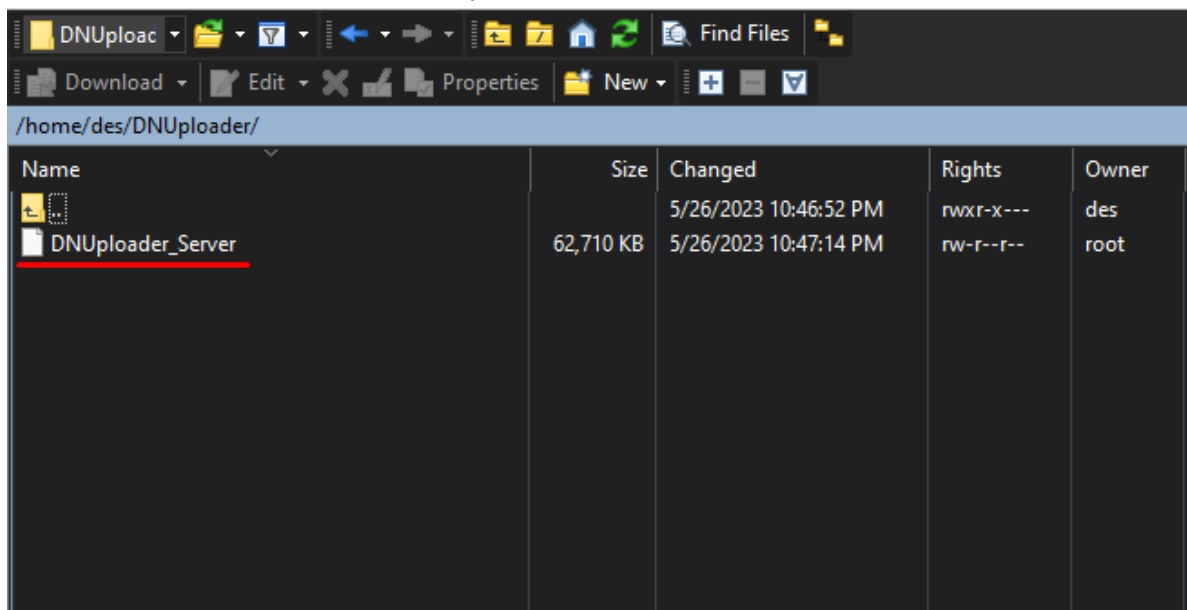 DNUploac Find Files
Download Edit Properties New
/home/des/DNUploader/
Name Size Changed Rights Owner
.. 5/26/2023 10:46:52 PM rwxr-x--- des
DNUploader_Server 62,710 KB 5/26/2023 10:47:14 PM rw-r--r-- root